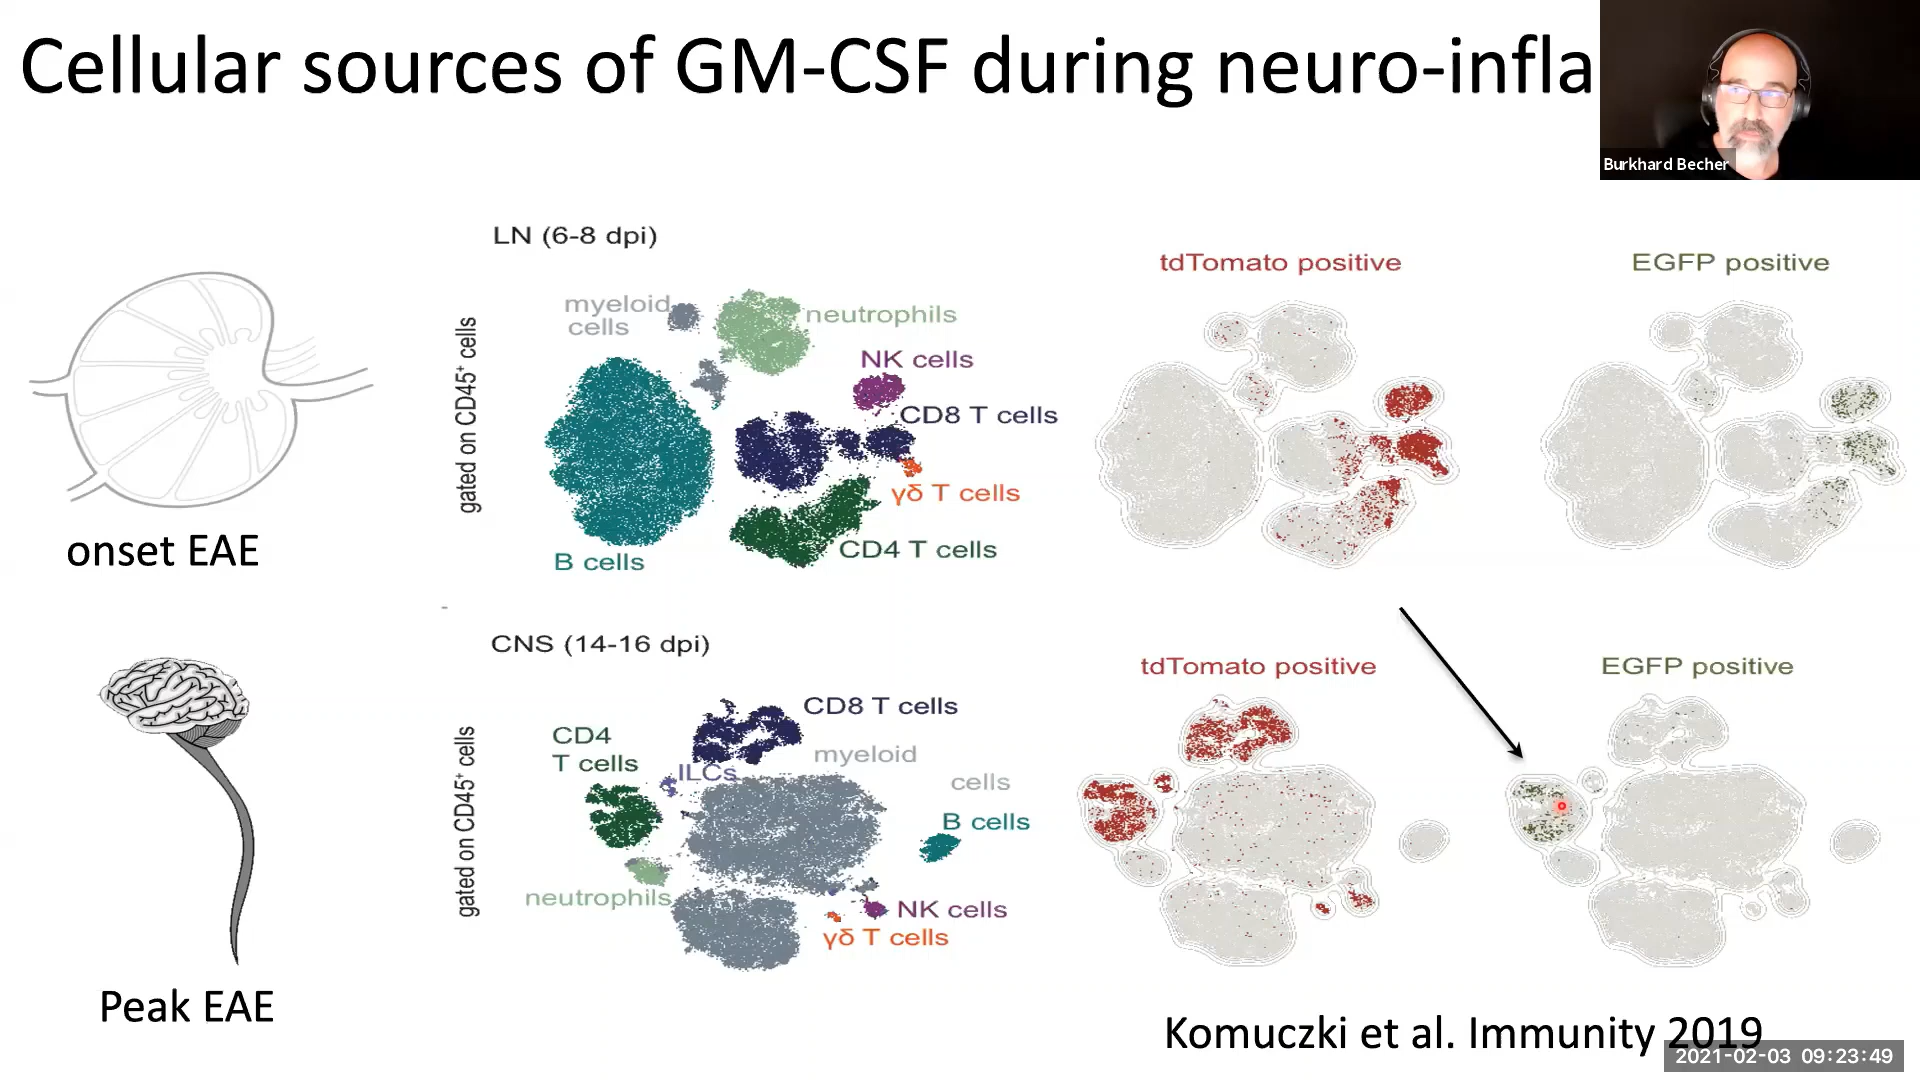 Cellular sources of GM-CSF during neuro-infla
Burkhard Becher
LN (6-8 dpi)
gated on CD45⁺ cells
myeloid
cells
neutrophils
NK cells
CD8 T cells
γδ T cells
CD4 T cells
B cells
tdTomato positive
EGFP positive
onset EAE
CNS (14-16 dpi)
gated on CD45⁺ cells
CD8 T cells
CD4
T cells
ILCs
myeloid
cells
B cells
neutrophils
NK cells
γδ T cells
tdTomato positive
EGFP positive
Peak EAE
Komuczki et al. Immunity 2019
2021-02-03 09:23:49